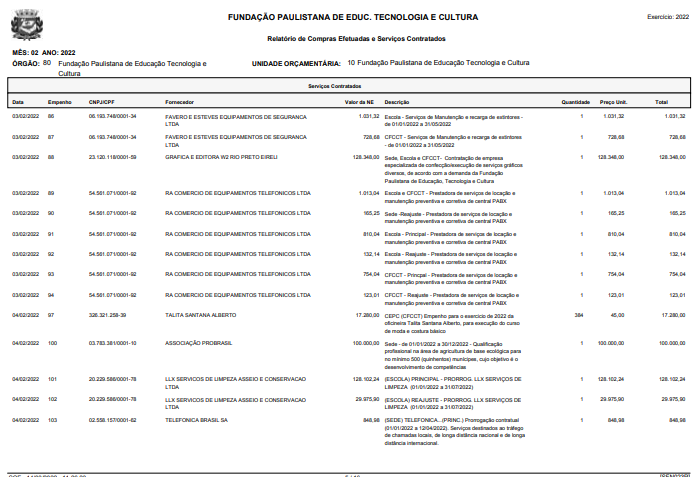 FUNDAÇÃO PAULISTANA DE EDUC. TECNOLOGIA E CULTURA
Exercício: 2022
Relatório de Compras Efetuadas e Serviços Contratados
MÊS: 02 ANO: 2022
ÓRGÃO: 80 Fundação Paulistana de Educação Tecnologia e Cultura
UNIDADE ORÇAMENTÁRIA: 10 Fundação Paulistana de Educação Tecnologia e Cultura
Serviços Contratados
Data Empenho CNPJ/CPF Fornecedor Valor da NE Descrição Quantidade Preço Unit. Total
03/02/2022 86 06.193.748/0001-34 FAVERO E ESTEVES EQUIPAMENTOS DE SEGURANCA 1.031,32 Escola - Serviços de Manutenção e recarga de extintores - 1 1.031,32 1.031,32
LTDA de 01/01/2022 a 31/05/2022
03/02/2022 87 06.193.748/0001-34 FAVERO E ESTEVES EQUIPAMENTOS DE SEGURANCA 728,68 CFCCT - Serviços de Manutenção e recarga de extintores 1 728,68 728,68
LTDA - de 01/01/2022 a 31/05/2022
03/02/2022 88 23.120.118/0001-59 GRAFICA E EDITORA W2 RIO PRETO EIRELI 128.348,00 Sede, Escola e CFCCT- Contratação de empresa 1 128.348,00 128.348,00
especializada de confecção/execução de serviços gráficos
diversos, de acordo com a demanda da Fundação
Paulistana de Educação, Tecnologia e Cultura
03/02/2022 89 54.561.071/0001-92 RA COMERCIO DE EQUIPAMENTOS TELEFONICOS LTDA 1.013,04 Escola e CFCCT - Prestadora de serviços de locação e 1 1.013,04 1.013,04
manutenção preventiva e corretiva de central PABX
03/02/2022 90 54.561.071/0001-92 RA COMERCIO DE EQUIPAMENTOS TELEFONICOS LTDA 165,25 Sede -Reajuste - Prestadora de serviços de locação e 1 165,25 165,25
manutenção preventiva e corretiva de central PABX
03/02/2022 91 54.561.071/0001-92 RA COMERCIO DE EQUIPAMENTOS TELEFONICOS LTDA 810,04 Escola - Principal - Prestadora de serviços de locação e 1 810,04 810,04
manutenção preventiva e corretiva de central PABX
03/02/2022 92 54.561.071/0001-92 RA COMERCIO DE EQUIPAMENTOS TELEFONICOS LTDA 132,14 Escola - Reajuste - Prestadora de serviços de locação e 1 132,14 132,14
manutenção preventiva e corretiva de central PABX
03/02/2022 93 54.561.071/0001-92 RA COMERCIO DE EQUIPAMENTOS TELEFONICOS LTDA 754,04 CFCCT - Principal - Prestadora de serviços de locação e 1 754,04 754,04
manutenção preventiva e corretiva de central PABX
03/02/2022 94 54.561.071/0001-92 RA COMERCIO DE EQUIPAMENTOS TELEFONICOS LTDA 123,01 CFCCT - Reajuste - Prestadora de serviços de locação e 1 123,01 123,01
manutenção preventiva e corretiva de central PABX
04/02/2022 97 328.321.258-39 TALITA SANTANA ALBERTO 17.280,00 CEPC (CFCCT) Empenho para o exercício de 2022 da 384 45,00 17.280,00
oficineira Talita Santana Alberto, para execução do curso
de moda e costura básico
04/02/2022 100 03.783.381/0001-10 ASSOCIAÇÃO PROBRASIL 100.000,00 Sede - de 01/01/2022 a 30/12/2022 - Qualificação 1 100.000,00 100.000,00
profissional na área de agricultura de base ecológica para
no mínimo 500 (quinhentos) munícipes, cujo objetivo é o
desenvolvimento de competências
04/02/2022 101 20.229.586/0001-78 LLX SERVICOS DE LIMPEZA ASSEIO E CONSERVACAO 128.102,24 (ESCOLA) PRINCIPAL - PRORROG. LLX SERVIÇOS DE 1 128.102,24 128.102,24
LTDA LIMPEZA (01/01/2022 a 31/07/2022)
04/02/2022 102 20.229.586/0001-78 LLX SERVICOS DE LIMPEZA ASSEIO E CONSERVACAO 29.975,90 (ESCOLA) REAJUSTE - PRORROG. LLX SERVIÇOS DE 1 29.975,90 29.975,90
LTDA LIMPEZA (01/01/2022 a 31/07/2022)
04/02/2022 103 02.558.157/0001-62 TELEFONICA BRASIL SA 848,98 (SEDE) TELEFONICA...(PRINC.) Prorrogação contratual 1 848,98 848,98
(01/01/2022 a 12/04/2022). Serviços destinados ao tráfego
de chamadas locais, de longa distância nacional e de longa
distância internacional.